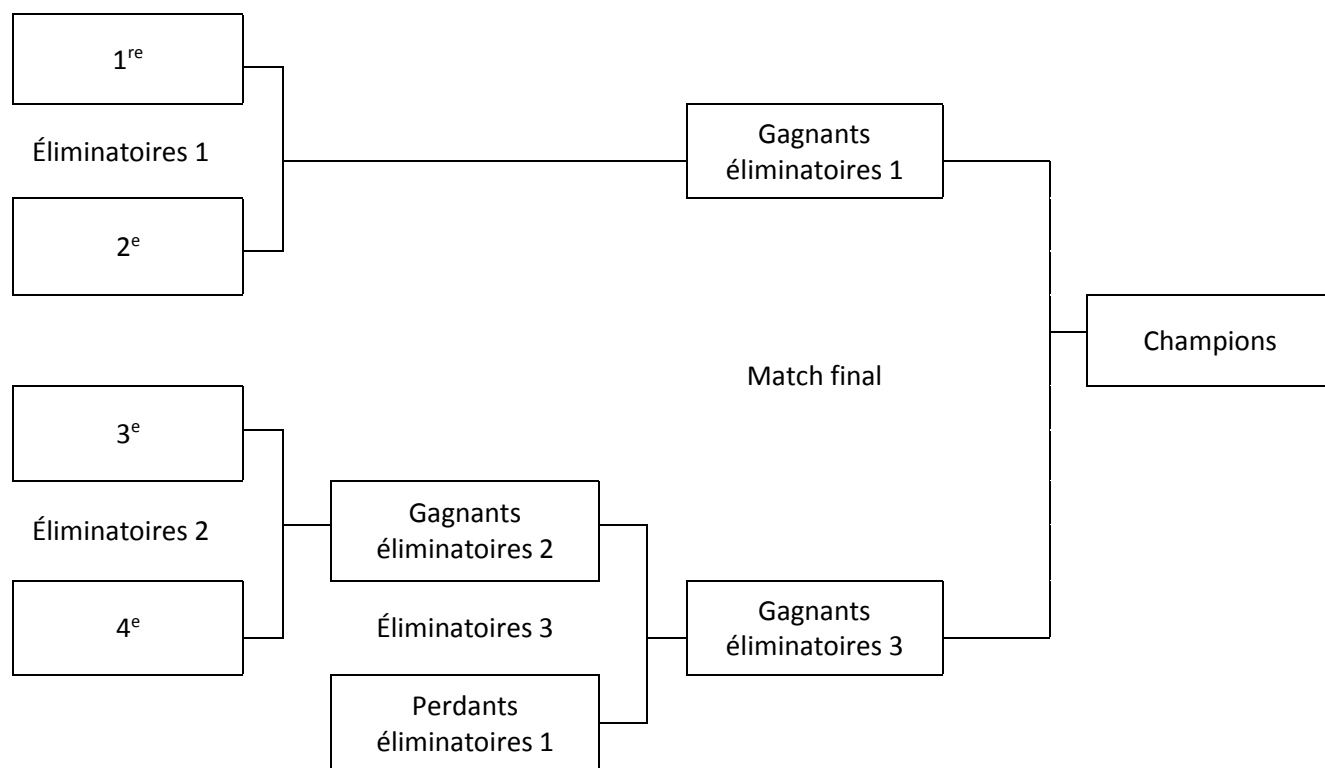 1re
Éliminatoires 1
2e
Gagnants
éliminatoires 1
Champions
Match final
3e
Éliminatoires 2
4e
Gagnants
éliminatoires 2
Éliminatoires 3
Perdants
éliminatoires 1
Gagnants
éliminatoires 3